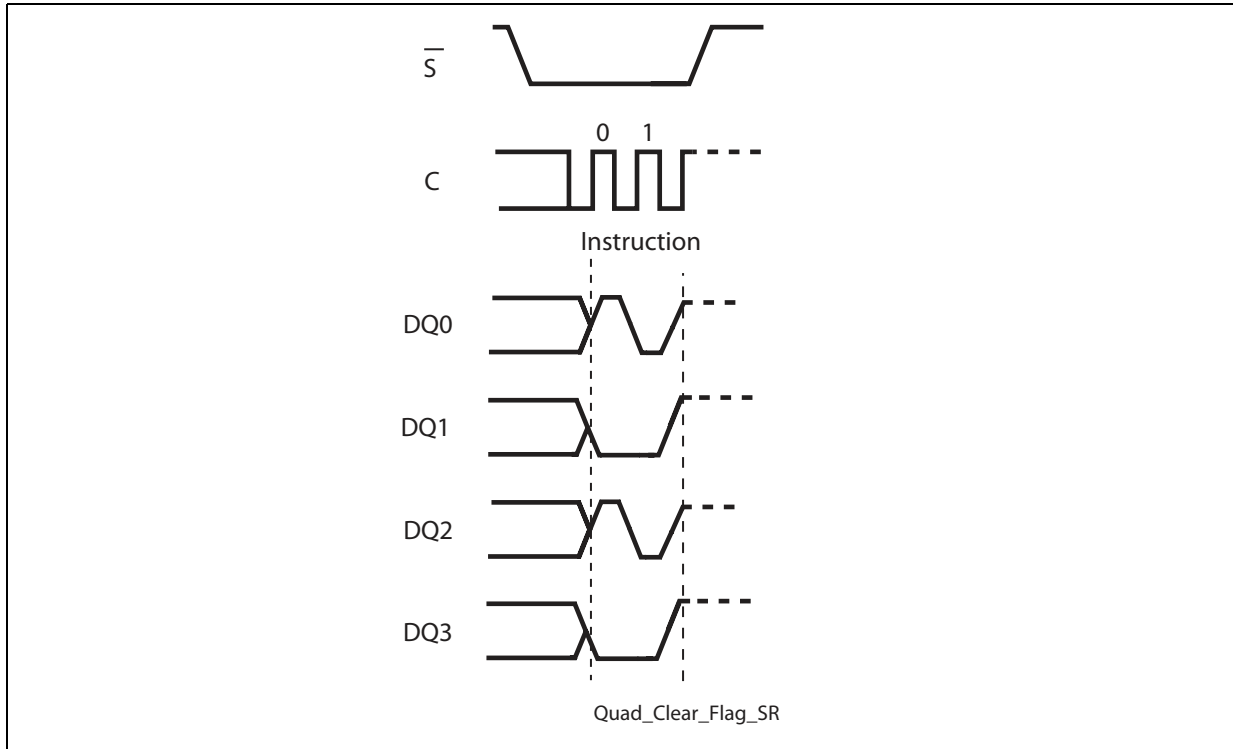 S
0 1
C
Instruction
DQ0
DQ1
DQ2
DQ3
Quad_Clear_Flag_SR